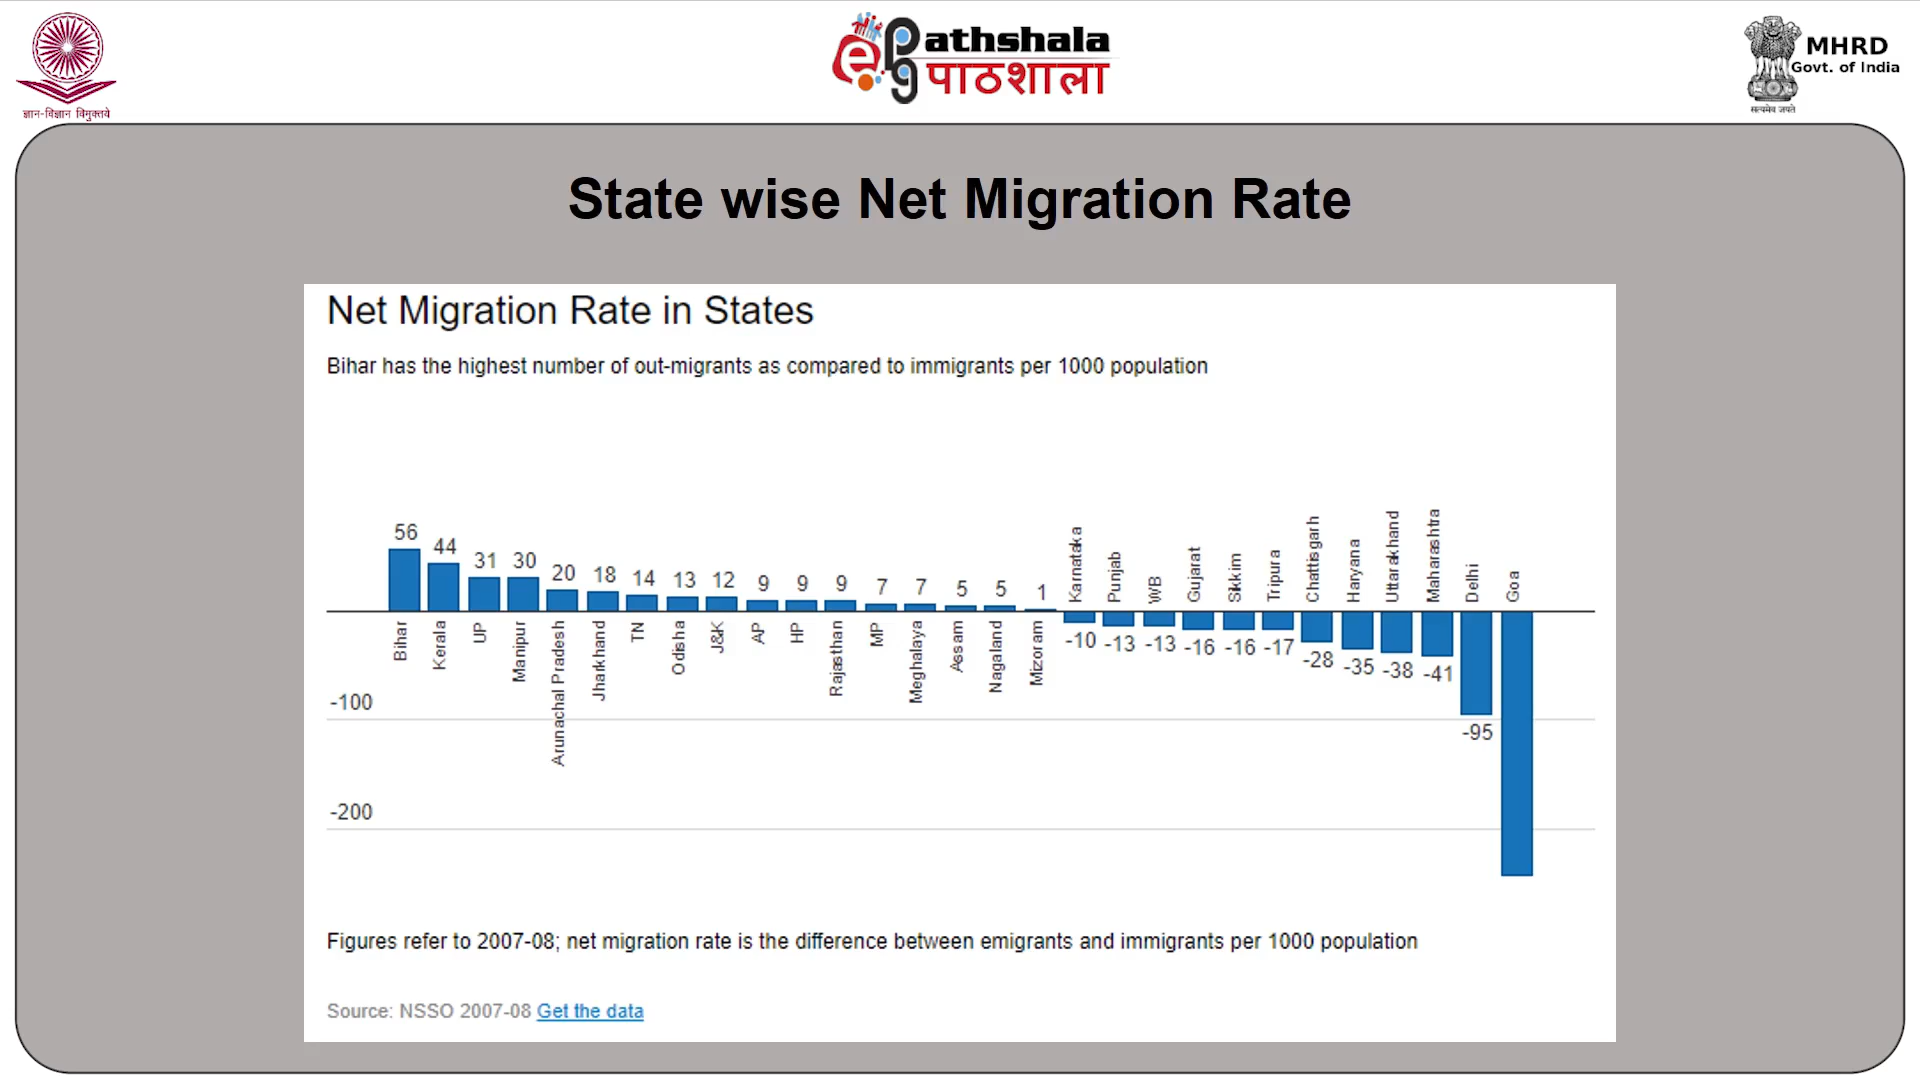 ज्ञान-विज्ञान विमुक्तये
ePathshala
पाठशाला
MHRD
Govt. of India
सत्यमेव जयते
State wise Net Migration Rate
Net Migration Rate in States
Bihar has the highest number of out-migrants as compared to immigrants per 1000 population
56 44 31 30 20 18 14 13 12 9 9 9 7 7 5 5 1
Karnataka Punjab WB Gujarat Sikkim Tripura Chattisgarh Haryana Uttarakhand Maharashtra Delhi Goa
Bihar Kerala UP Manipur Arunachal Pradesh Jharkhand TN Odisha J&K AP HP Rajasthan MP Meghalaya Assam Nagaland Mizoram
-10 -13 -13 -16 -16 -17 -28 -35 -38 -41 -95
-100
-200
Figures refer to 2007-08; net migration rate is the difference between emigrants and immigrants per 1000 population
Source: NSSO 2007-08 Get the data